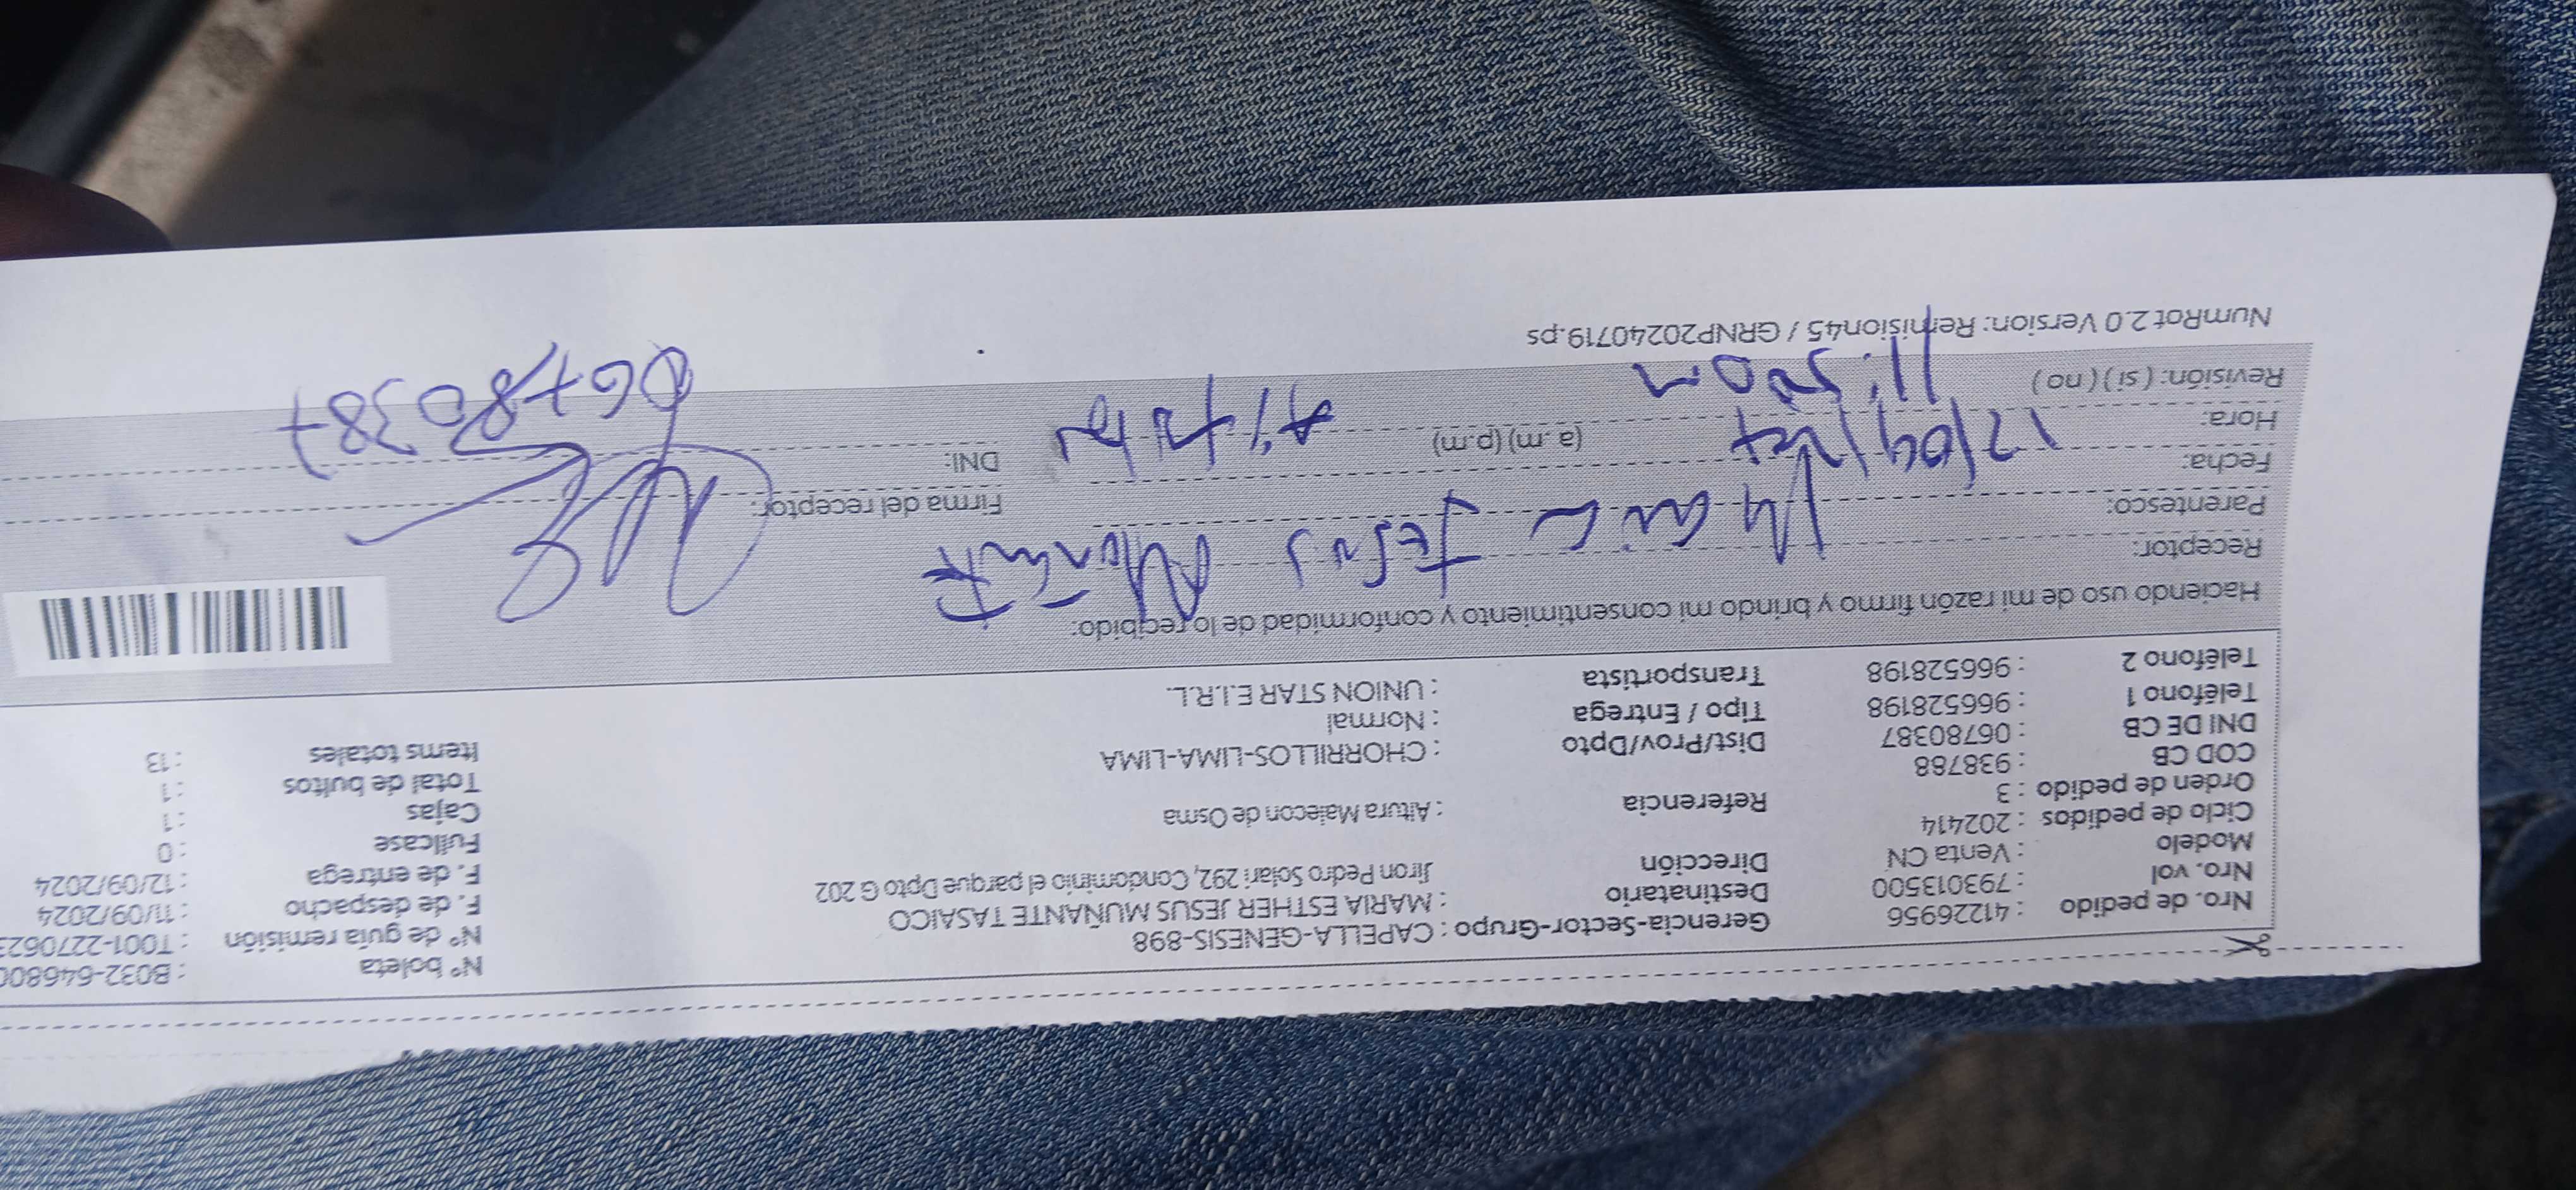 Nro. de pedido : 41226956 Gerencia-Sector-Grupo : CAPELLA-GENESIS-898 N° boleta : B032-646800
Nro. vol : 793013500 Destinatario : MARIA ESTHER JESUS MUÑANTE TASAICO N° de guía remisión : T001-2270623
Modelo : Venta CN Dirección Jiron Pedro Solari 292, Condominio el parque Dpto G 202 F. de despacho : 11/09/2024
Ciclo de pedidos : 202414 F. de entrega : 12/09/2024
Orden de pedido : 3 Referencia : Altura Malecon de Osma Fullcase : 0
COD CB : 938788 Cajas : 1
DNI DE CB : 06780387 Dist/Prov/Dpto : CHORRILLOS-LIMA-LIMA Total de bultos : 1
Teléfono 1 : 966528198 Tipo / Entrega : Normal Items totales : 13
Teléfono 2 : 966528198 Transportista : UNION STAR E.I.R.L.
Haciendo uso de mi razón firmo y brindo mi consentimiento y conformidad de lo recibido:
Receptor: Maria Jesus Muñante
Parentesco: Firma del receptor:
Fecha: 12/09/ DNI: 06780387
Hora: (a.m) (p.m)
Revisión: ( si ) ( no )
NumRot 2.0 Version: Remision45 / GRNP20240719.ps